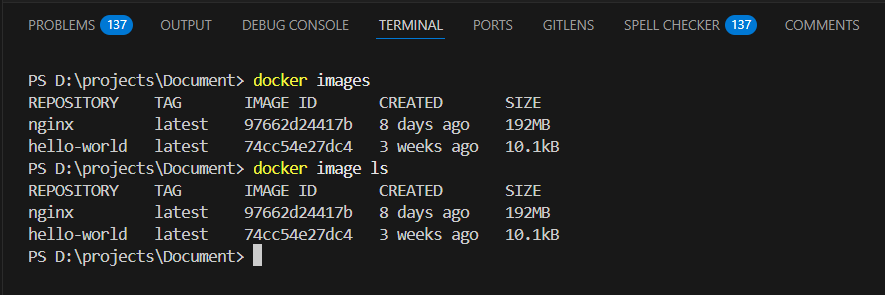 PROBLEMS 137 OUTPUT DEBUG CONSOLE TERMINAL PORTS GITLENS SPELL CHECKER 137 COMMENTS
PS D:\projects\Document> docker images
REPOSITORY TAG IMAGE ID CREATED SIZE
nginx latest 97662d24417b 8 days ago 192MB
hello-world latest 74cc54e27dc4 3 weeks ago 10.1kB
PS D:\projects\Document> docker image ls
REPOSITORY TAG IMAGE ID CREATED SIZE
nginx latest 97662d24417b 8 days ago 192MB
hello-world latest 74cc54e27dc4 3 weeks ago 10.1kB
PS D:\projects\Document>